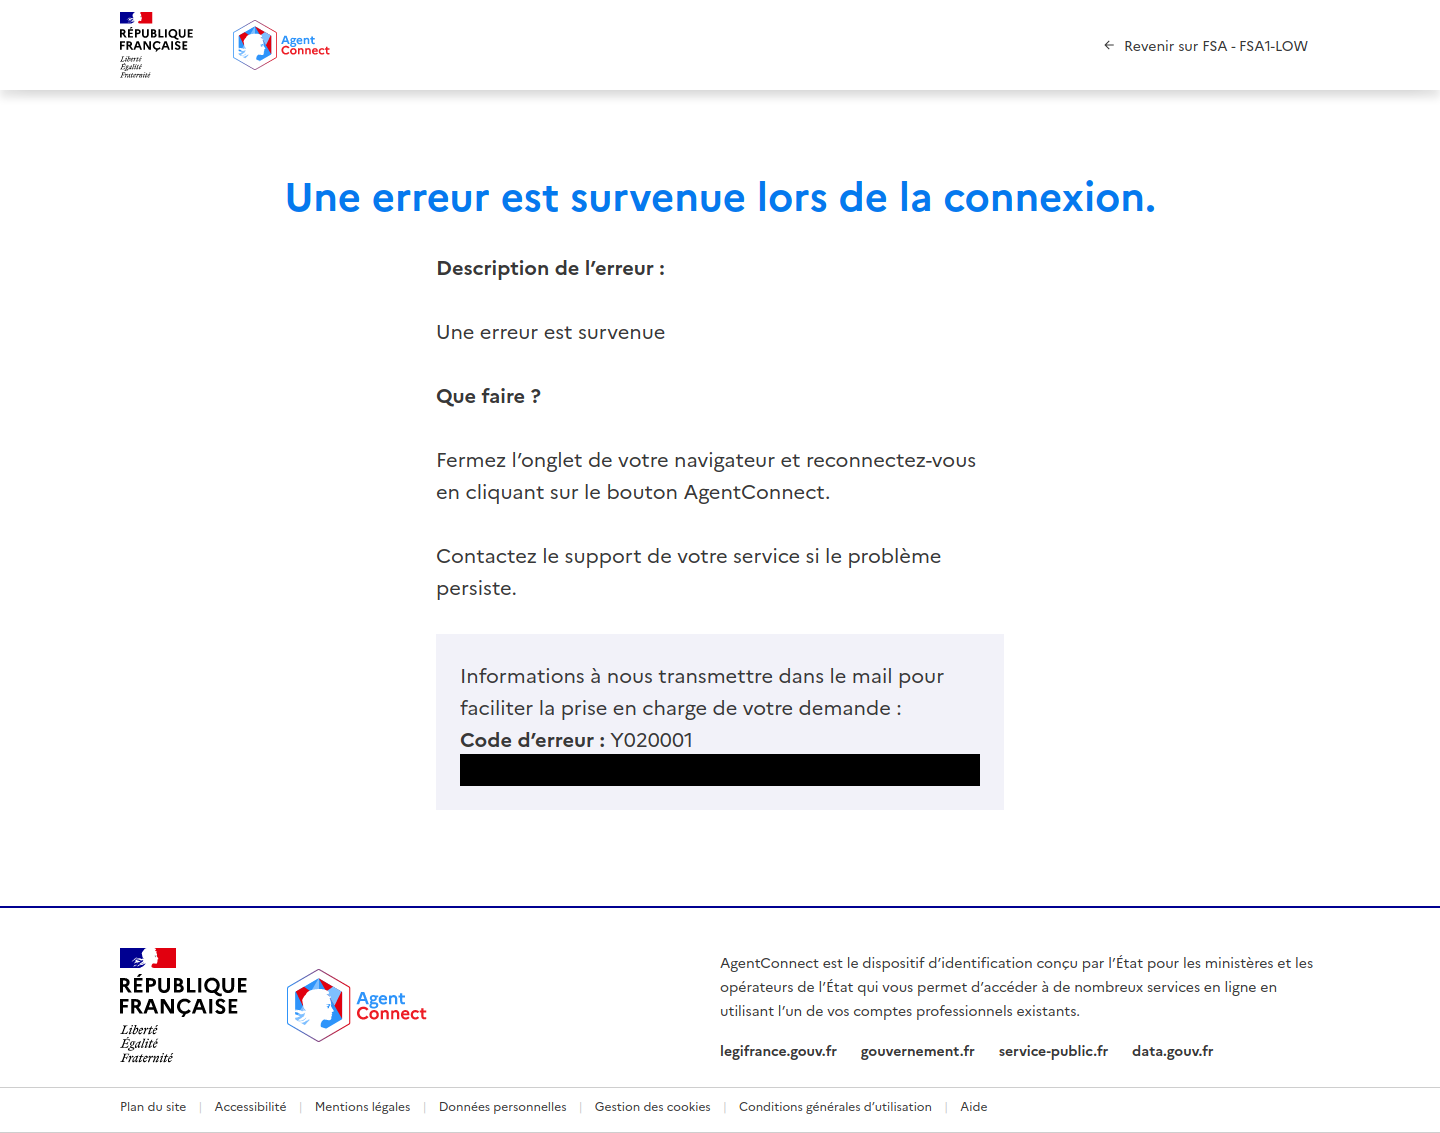 RÉPUBLIQUE
FRANÇAISE
Liberté
Égalité
Fraternité
Agent
Connect
← Revenir sur FSA - FSA1-LOW
Une erreur est survenue lors de la connexion.
Description de l’erreur :
Une erreur est survenue
Que faire ?
Fermez l’onglet de votre navigateur et reconnectez-vous
en cliquant sur le bouton AgentConnect.
Contactez le support de votre service si le problème
persiste.
Informations à nous transmettre dans le mail pour
faciliter la prise en charge de votre demande :
Code d’erreur : Y020001
RÉPUBLIQUE
FRANÇAISE
Liberté
Égalité
Fraternité
Agent
Connect
AgentConnect est le dispositif d’identification conçu par l’État pour les ministères et les
opérateurs de l’État qui vous permet d’accéder à de nombreux services en ligne en
utilisant l’un de vos comptes professionnels existants.
legifrance.gouv.fr gouvernement.fr service-public.fr data.gouv.fr
Plan du site | Accessibilité | Mentions légales | Données personnelles | Gestion des cookies | Conditions générales d’utilisation | Aide